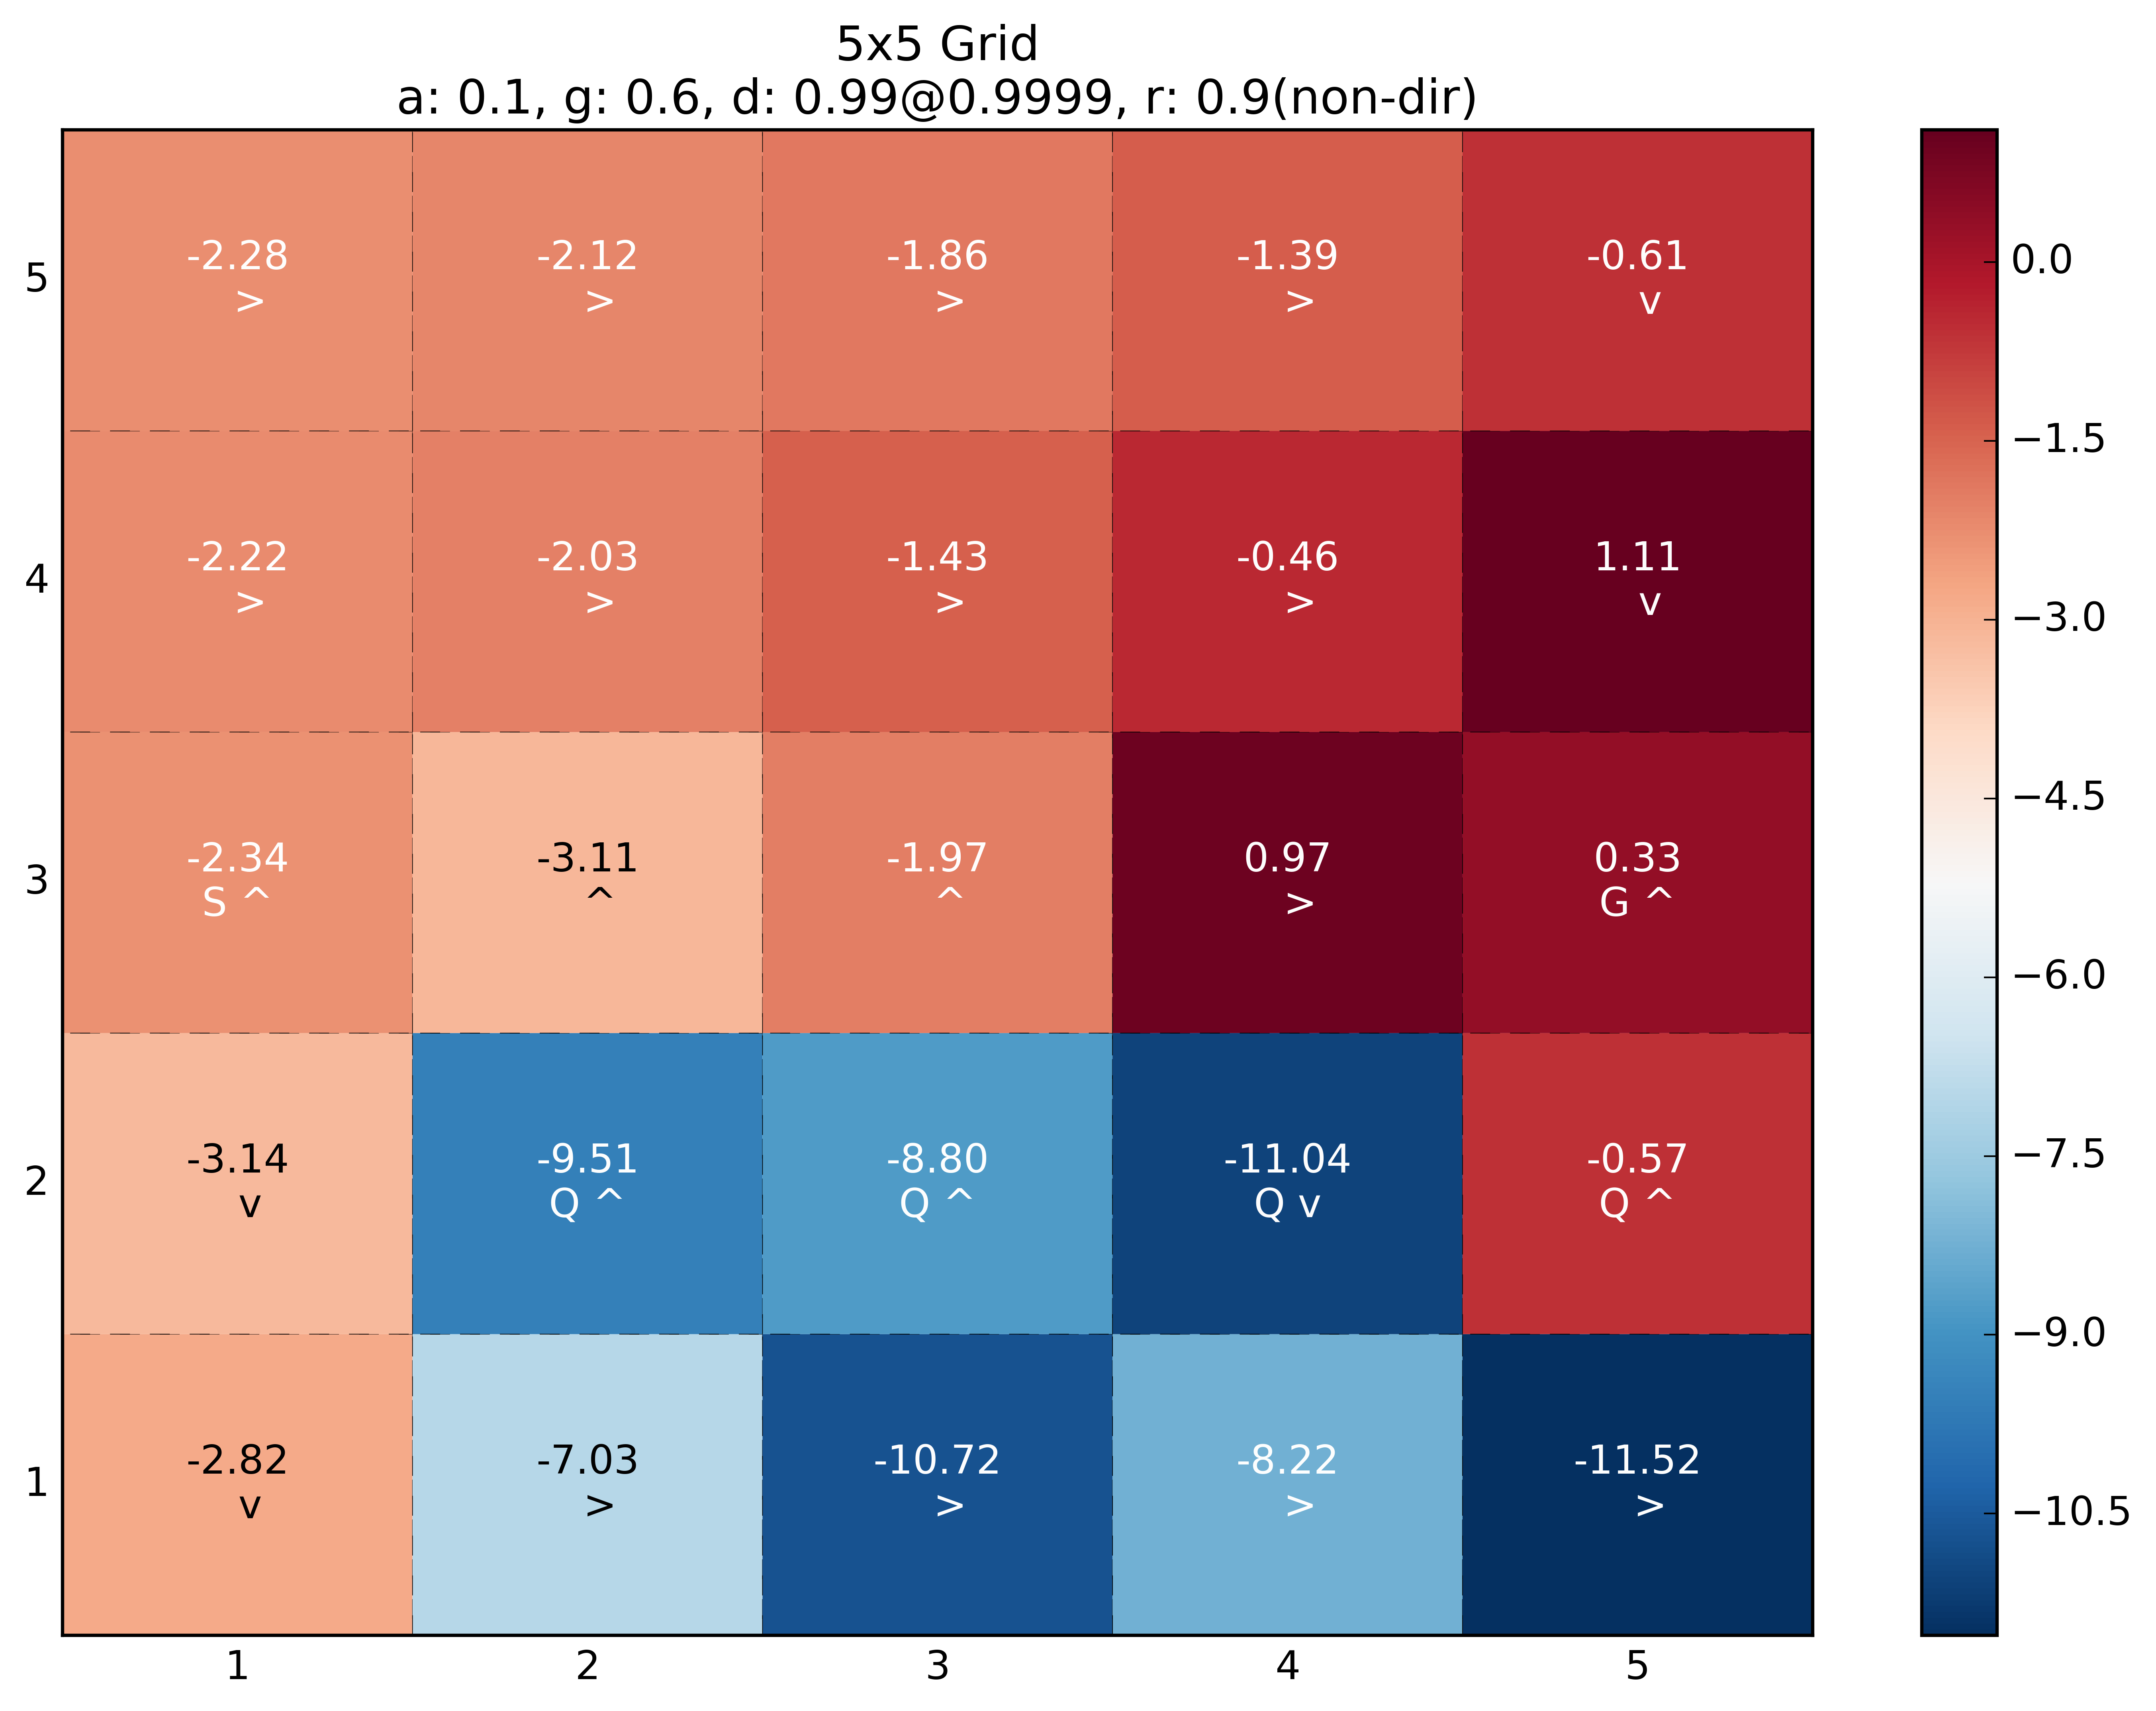 5x5 Grid
a: 0.1, g: 0.6, d: 0.99@0.9999, r: 0.9(non-dir)
5 -2.28 -2.12 -1.86 -1.39 -0.61
> > > > v
4 -2.22 -2.03 -1.43 -0.46 1.11
> > > > v
3 -2.34 -3.11 -1.97 0.97 0.33
S ^ ^ ^ > G ^
2 -3.14 -9.51 -8.80 -11.04 -0.57
v Q ^ Q ^ Q v Q ^
1 -2.82 -7.03 -10.72 -8.22 -11.52
v > > > >
1 2 3 4 5
0.0
−1.5
−3.0
−4.5
−6.0
−7.5
−9.0
−10.5